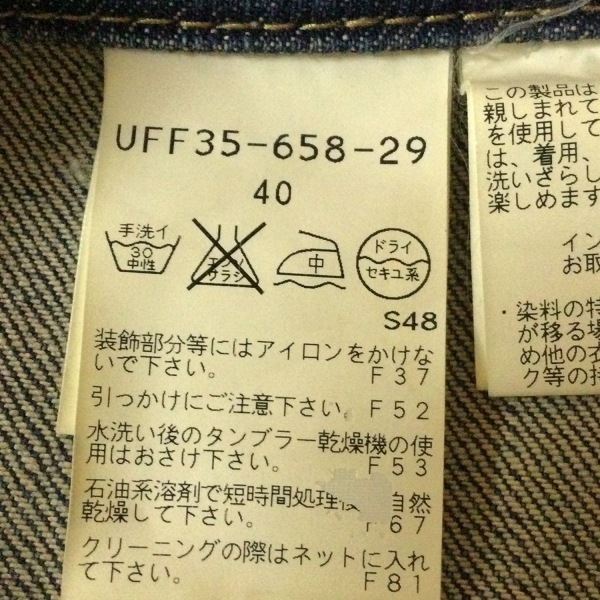 UFF35-658-29
40
手洗イ
30
中性
エンソ
サラシ
中
ドライ
セキユ系
S48
装飾部分等にはアイロンをかけな
いで下さい。 F37
引っかけにご注意下さい。F52
水洗い後のタンブラー乾燥機の使
用はおさけ下さい。 F53
石油系溶剤で短時間処理 自然
乾燥して下さい。 F67
クリーニングの際はネットに入れ
て下さい。 F81
この製品は
親しまれて
を使用して
は、着用、
洗いざらし
楽しめます
イン
お取
・染料の特
が移る場
め他の衣
ク等の持